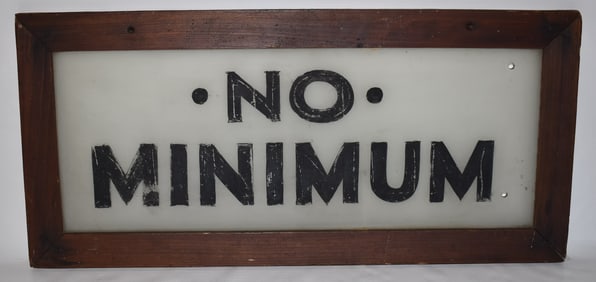 · NO ·
MINIMUM